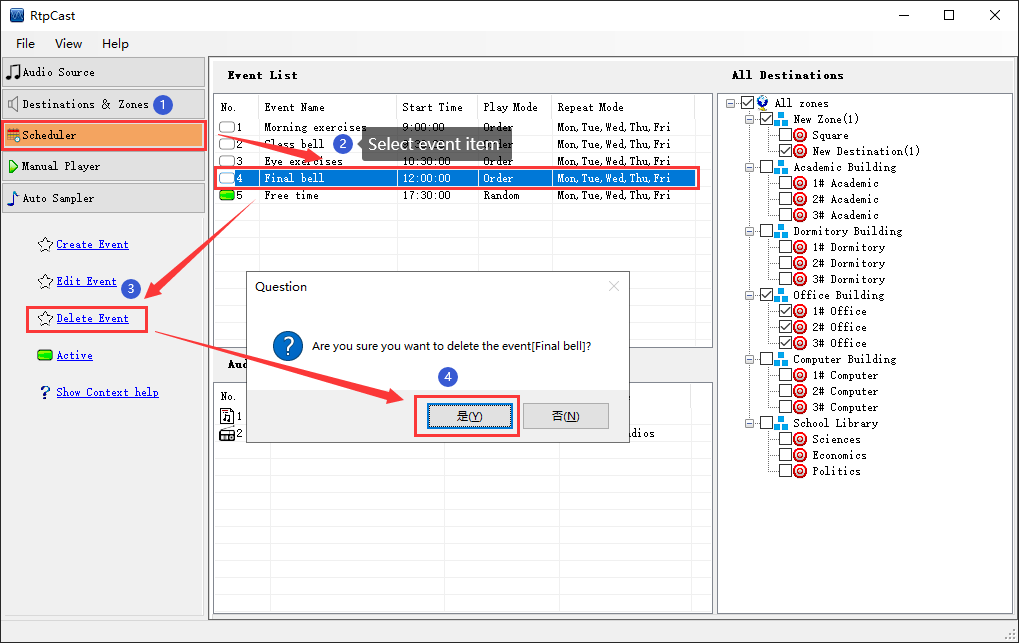 RtpCast
File View Help
Audio Source
Destinations & Zones 1
Scheduler
Manual Player
Auto Sampler
Create Event
Edit Event
3
Delete Event
Active
? Show Context help
Event List
No. Event Name Start Time Play Mode Repeat Mode
1 Morning exercises 9:00:00 Order Mon,Tue,Wed,Thu,Fri
2 Class bell Mon,Tue,Wed,Thu,Fri
2 Select event item
3 Eye exercises Order Mon,Tue,Wed,Thu,Fri
4 Final bell 12:00:00 Order Mon,Tue,Wed,Thu,Fri
5 Free time 17:30:00 Random Mon,Tue,Wed,Thu,Fri
Question
? Are you sure you want to delete the event[Final bell]?
4
是(Y) 否(N)
No.
1
2
All Destinations
All zones
New Zone(1)
Square
New Destination(1)
Academic Building
1# Academic
2# Academic
3# Academic
Dormitory Building
1# Dormitory
2# Dormitory
3# Dormitory
Office Building
1# Office
2# Office
3# Office
Computer Building
1# Computer
2# Computer
3# Computer
School Library
Sciences
Economics
Politics